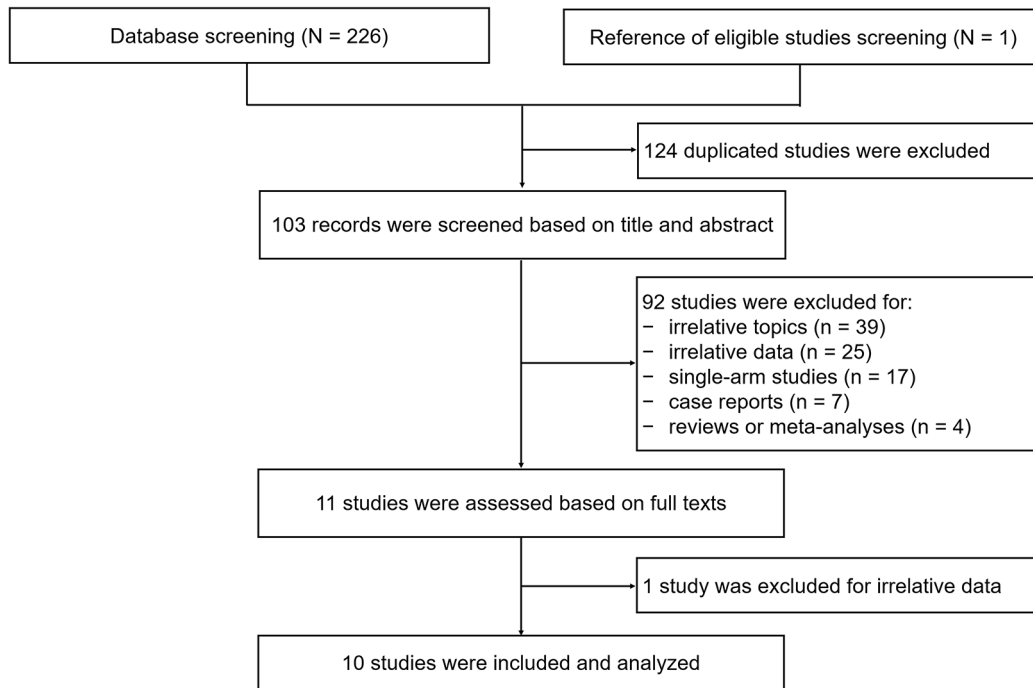 Database screening (N = 226)
Reference of eligible studies screening (N = 1)
124 duplicated studies were excluded
103 records were screened based on title and abstract
92 studies were excluded for:
− irrelative topics (n = 39)
− irrelative data (n = 25)
− single-arm studies (n = 17)
− case reports (n = 7)
− reviews or meta-analyses (n = 4)
11 studies were assessed based on full texts
1 study was excluded for irrelative data
10 studies were included and analyzed